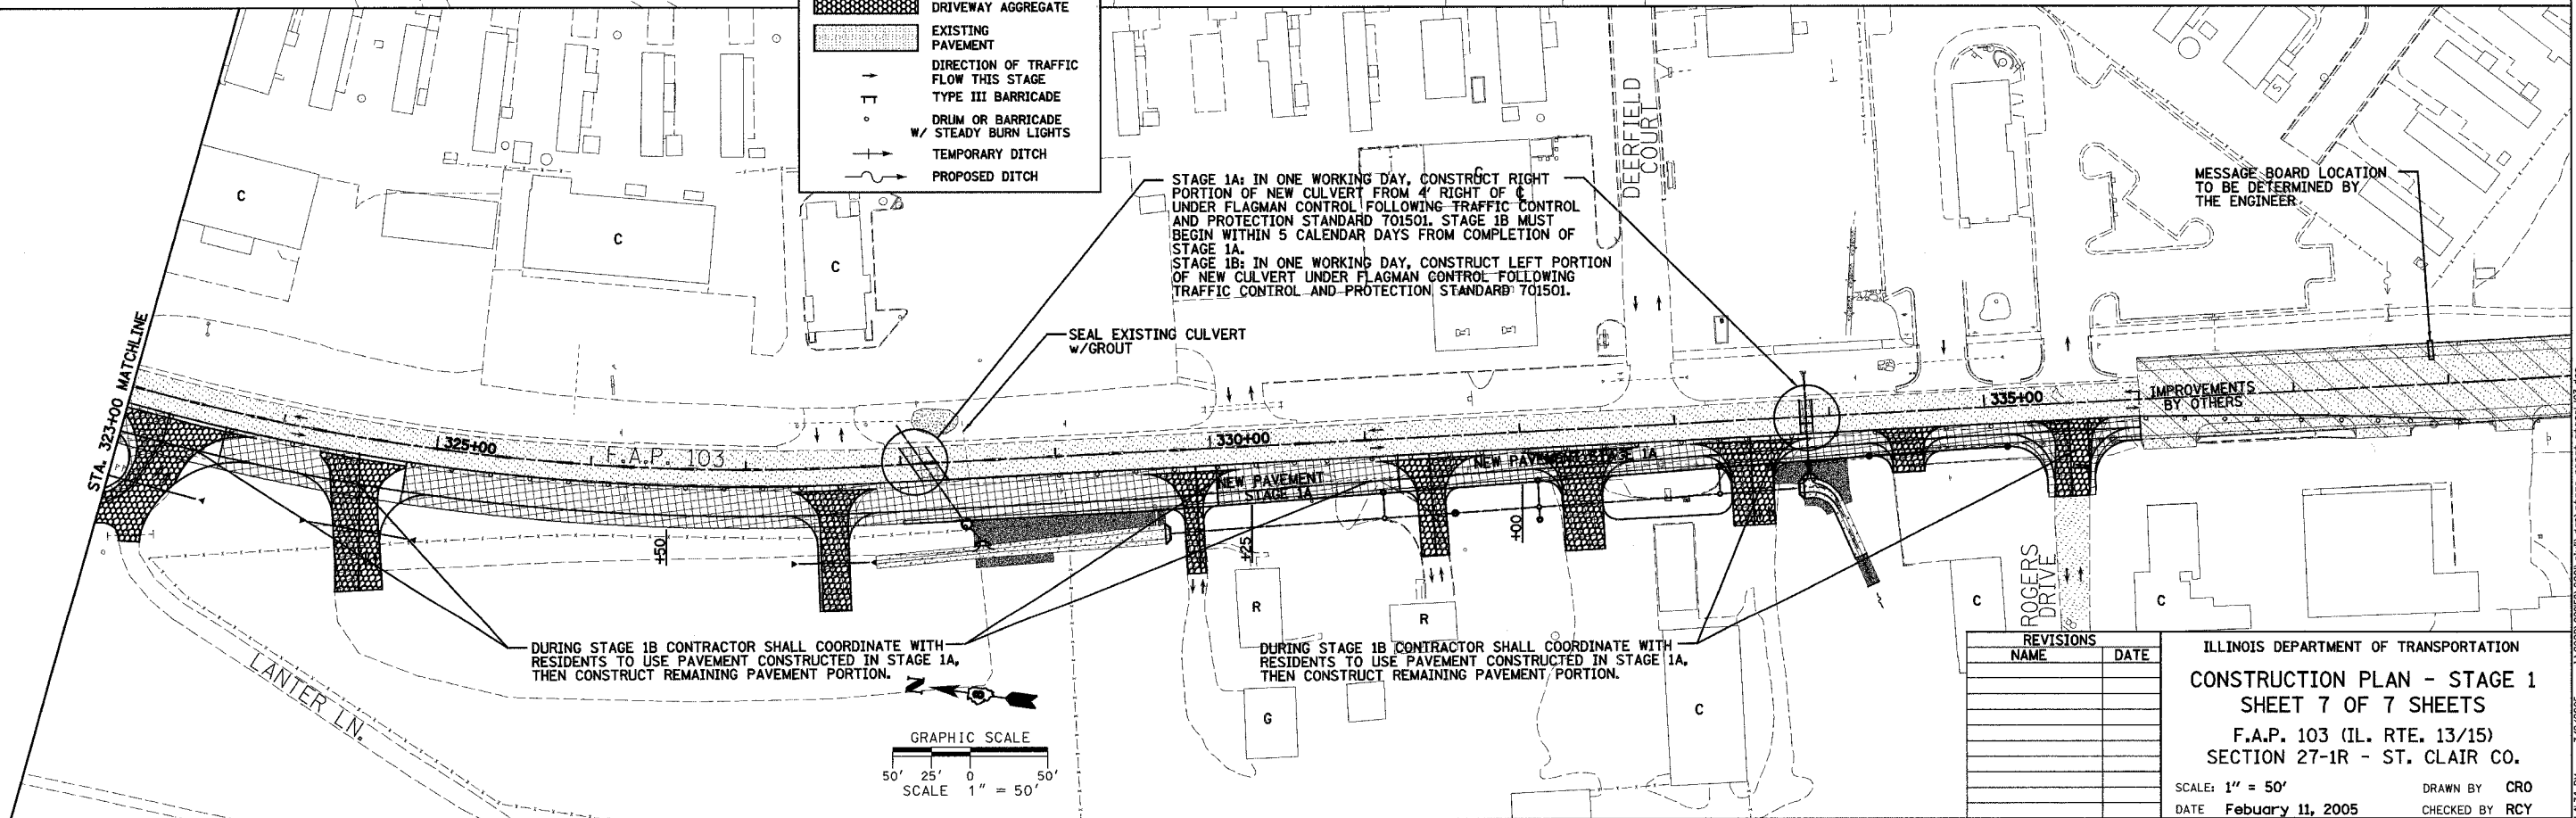 DRIVEWAY AGGREGATE
EXISTING
PAVEMENT
DIRECTION OF TRAFFIC
FLOW THIS STAGE
TYPE III BARRICADE
DRUM OR BARRICADE
W/ STEADY BURN LIGHTS
TEMPORARY DITCH
PROPOSED DITCH
STAGE 1A: IN ONE WORKING DAY, CONSTRUCT RIGHT
PORTION OF NEW CULVERT FROM 4' RIGHT OF ℄
UNDER FLAGMAN CONTROL FOLLOWING TRAFFIC CONTROL
AND PROTECTION STANDARD 701501. STAGE 1B MUST
BEGIN WITHIN 5 CALENDAR DAYS FROM COMPLETION OF
STAGE 1A.
STAGE 1B: IN ONE WORKING DAY, CONSTRUCT LEFT PORTION
OF NEW CULVERT UNDER FLAGMAN CONTROL FOLLOWING
TRAFFIC CONTROL AND PROTECTION STANDARD 701501.
DEERFIELD
COURT
MESSAGE BOARD LOCATION
TO BE DETERMINED BY
THE ENGINEER
S
C
C
C
C
SEAL EXISTING CULVERT
w/GROUT
STA. 323+00 MATCHLINE
325+00
F.A.P. 103
330+00
335+00
IMPROVEMENTS
BY OTHERS
NEW PAVEMENT
STAGE 1A
NEW PAVEMENT STAGE 1A
+50
+25
+00
R
R
G
C
C
C
ROGERS
DRIVE
LANTER LN.
DURING STAGE 1B CONTRACTOR SHALL COORDINATE WITH
RESIDENTS TO USE PAVEMENT CONSTRUCTED IN STAGE 1A,
THEN CONSTRUCT REMAINING PAVEMENT PORTION.
DURING STAGE 1B CONTRACTOR SHALL COORDINATE WITH
RESIDENTS TO USE PAVEMENT CONSTRUCTED IN STAGE 1A,
THEN CONSTRUCT REMAINING PAVEMENT PORTION.
N
GRAPHIC SCALE
50' 25' 0 50'
SCALE 1" = 50'
REVISIONS
NAME DATE
ILLINOIS DEPARTMENT OF TRANSPORTATION
CONSTRUCTION PLAN - STAGE 1
SHEET 7 OF 7 SHEETS
F.A.P. 103 (IL. RTE. 13/15)
SECTION 27-1R - ST. CLAIR CO.
SCALE: 1" = 50'
DRAWN BY CRO
DATE Febuary 11, 2005
CHECKED BY RCY